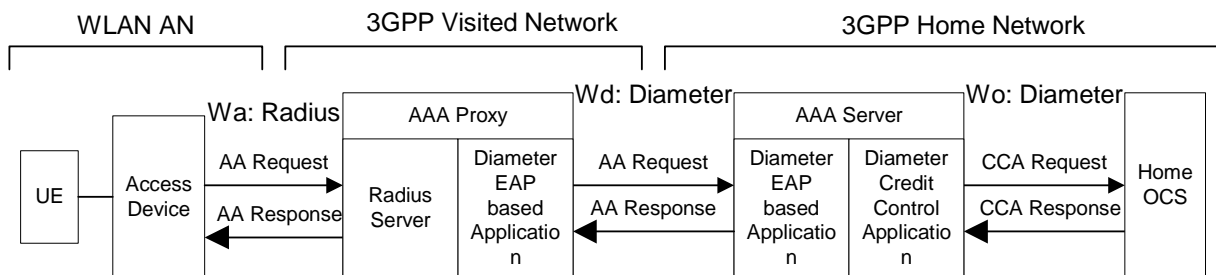 WLAN AN
3GPP Visited Network
3GPP Home Network
Wa: Radius
Wd: Diameter
Wo: Diameter
UE
Access
Device
AA Request
AA Response
AAA Proxy
Radius
Server
Diameter
EAP
based
Applicatio
n
AA Request
AA Response
AAA Server
Diameter
EAP
based
Applicatio
n
Diameter
Credit
Control
Applicatio
n
CCA Request
CCA Response
Home
OCS